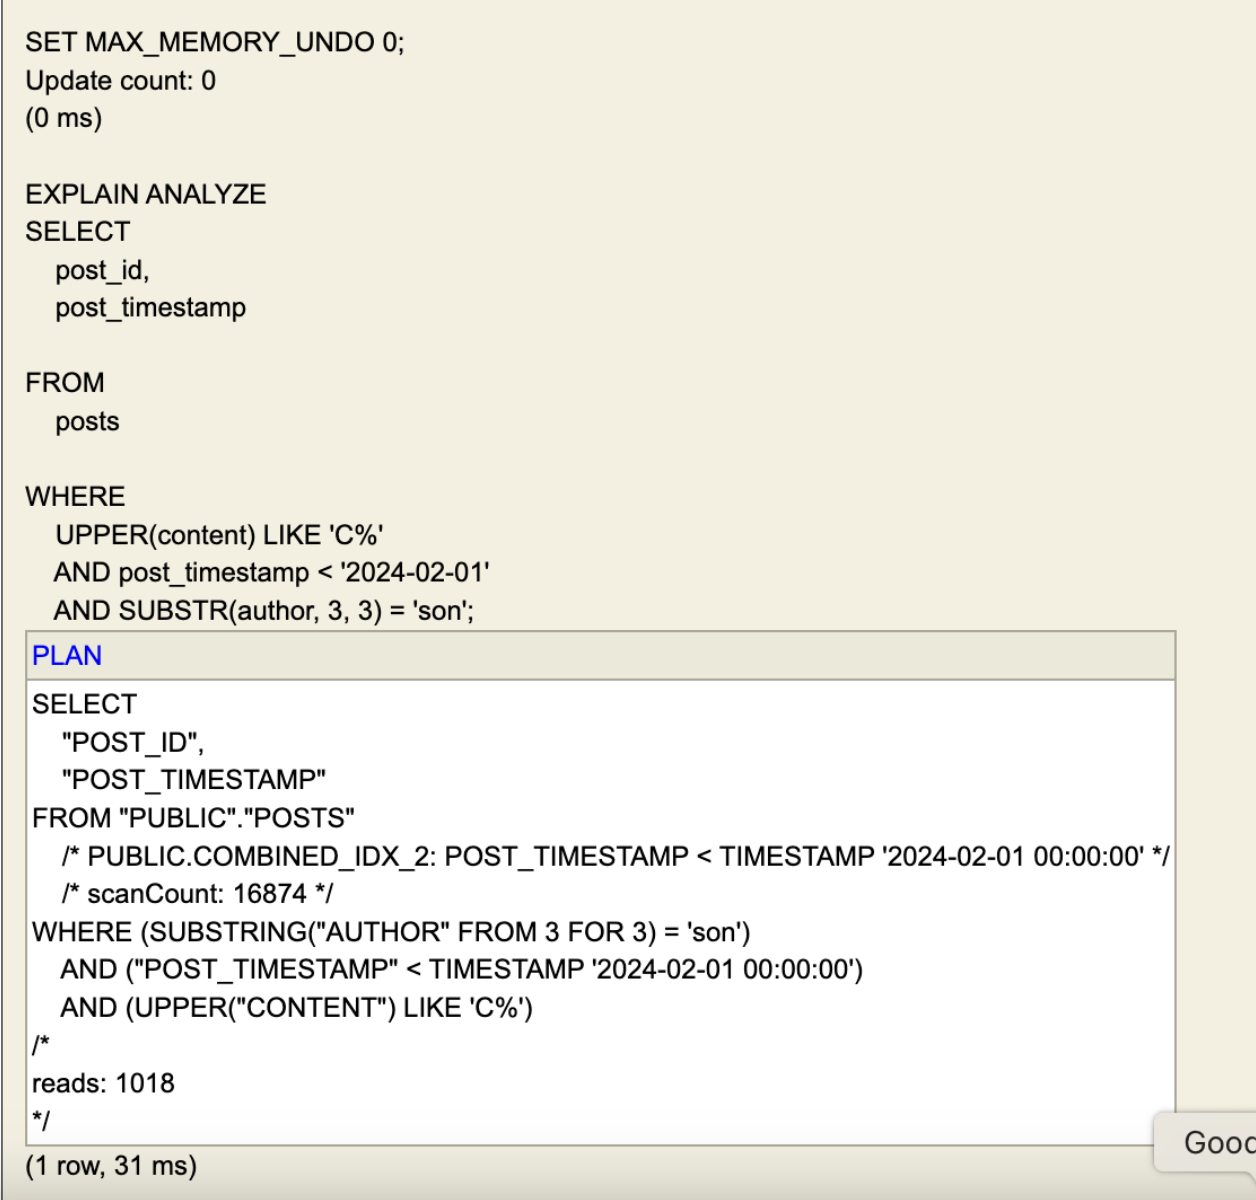 SET MAX_MEMORY_UNDO 0;
Update count: 0
(0 ms)
EXPLAIN ANALYZE
SELECT
post_id,
post_timestamp
FROM
posts
WHERE
UPPER(content) LIKE 'C%'
AND post_timestamp < '2024-02-01'
AND SUBSTR(author, 3, 3) = 'son';
PLAN
SELECT
"POST_ID",
"POST_TIMESTAMP"
FROM "PUBLIC"."POSTS"
/* PUBLIC.COMBINED_IDX_2: POST_TIMESTAMP < TIMESTAMP '2024-02-01 00:00:00' */
/* scanCount: 16874 */
WHERE (SUBSTRING("AUTHOR" FROM 3 FOR 3) = 'son')
AND ("POST_TIMESTAMP" < TIMESTAMP '2024-02-01 00:00:00')
AND (UPPER("CONTENT") LIKE 'C%')
/*
reads: 1018
*/
(1 row, 31 ms)